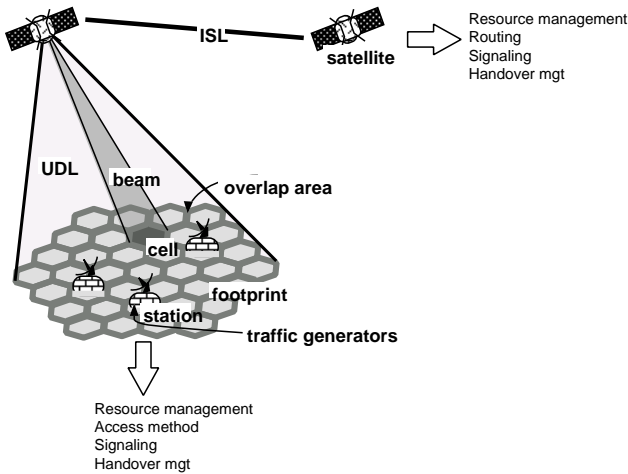 Resource management
Routing
Signaling
Handover mgt
ISL
satellite
UDL
beam
overlap area
cell
footprint
station
traffic generators
Resource management
Access method
Signaling
Handover mgt